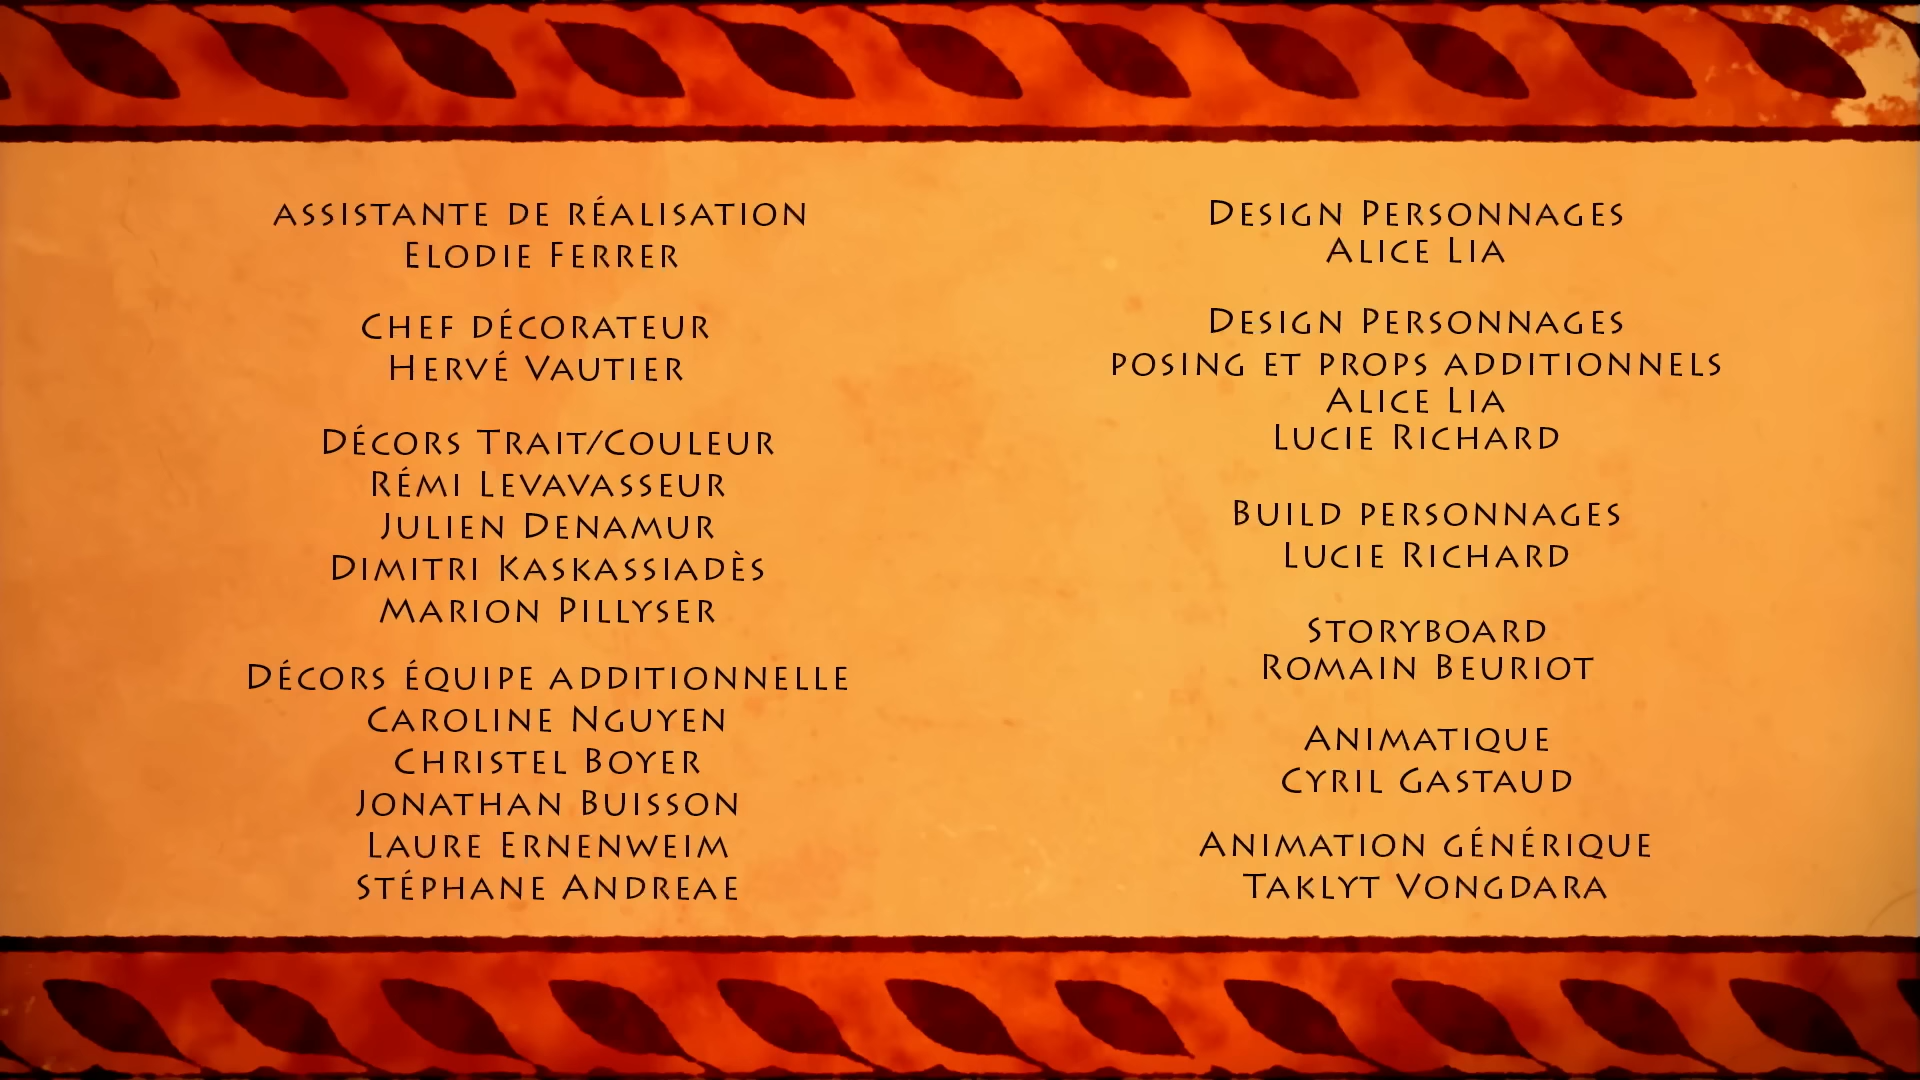 Assistante de réalisation
Elodie Ferrer
Chef décorateur
Hervé Vautier
Décors Trait/Couleur
Rémi Levavasseur
Julien Denamur
Dimitri Kaskassiadès
Marion Pillyser
Décors équipe additionnelle
Caroline Nguyen
Christel Boyer
Jonathan Buisson
Laure Ernenweim
Stéphane Andreae
Design Personnages
Alice Lia
Design Personnages
posing et props additionnels
Alice Lia
Lucie Richard
Build personnages
Lucie Richard
Storyboard
Romain Beuriot
Animatique
Cyril Gastaud
Animation générique
Taklyt Vongdara